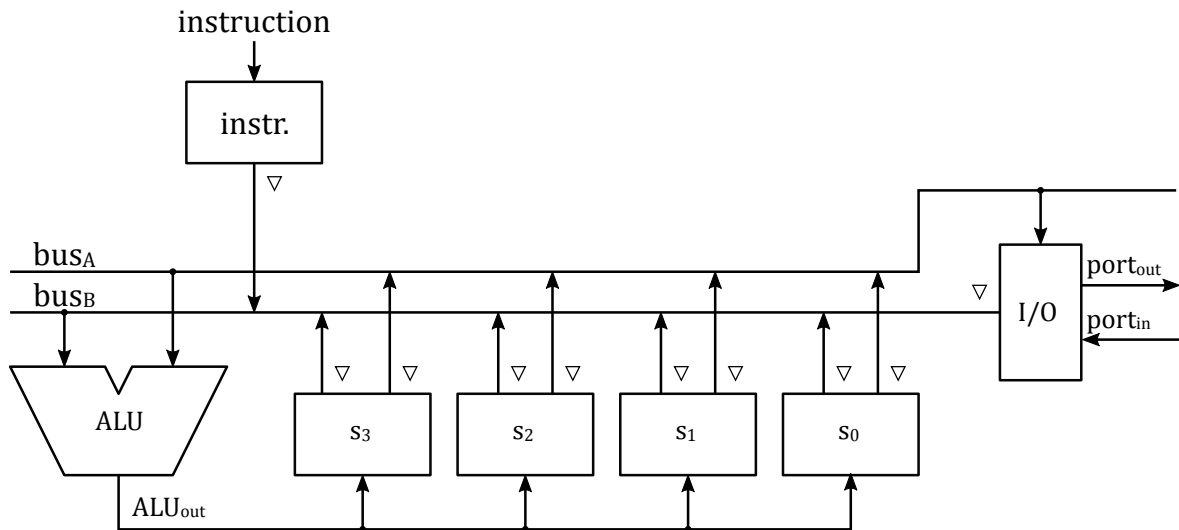 instruction
instr.
busA
busB
portout
portin
I/O
ALU
ALUout
s3
s2
s1
s0